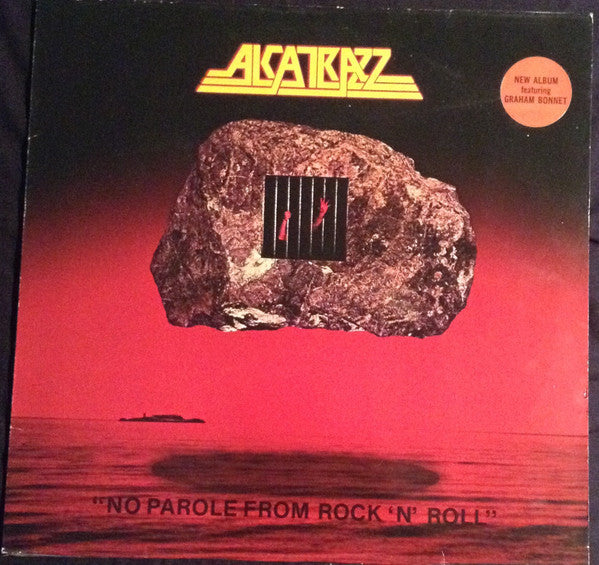 ALCATRAZZ
NEW ALBUM
featuring
GRAHAM BONNET
"NO PAROLE FROM ROCK 'N' ROLL"